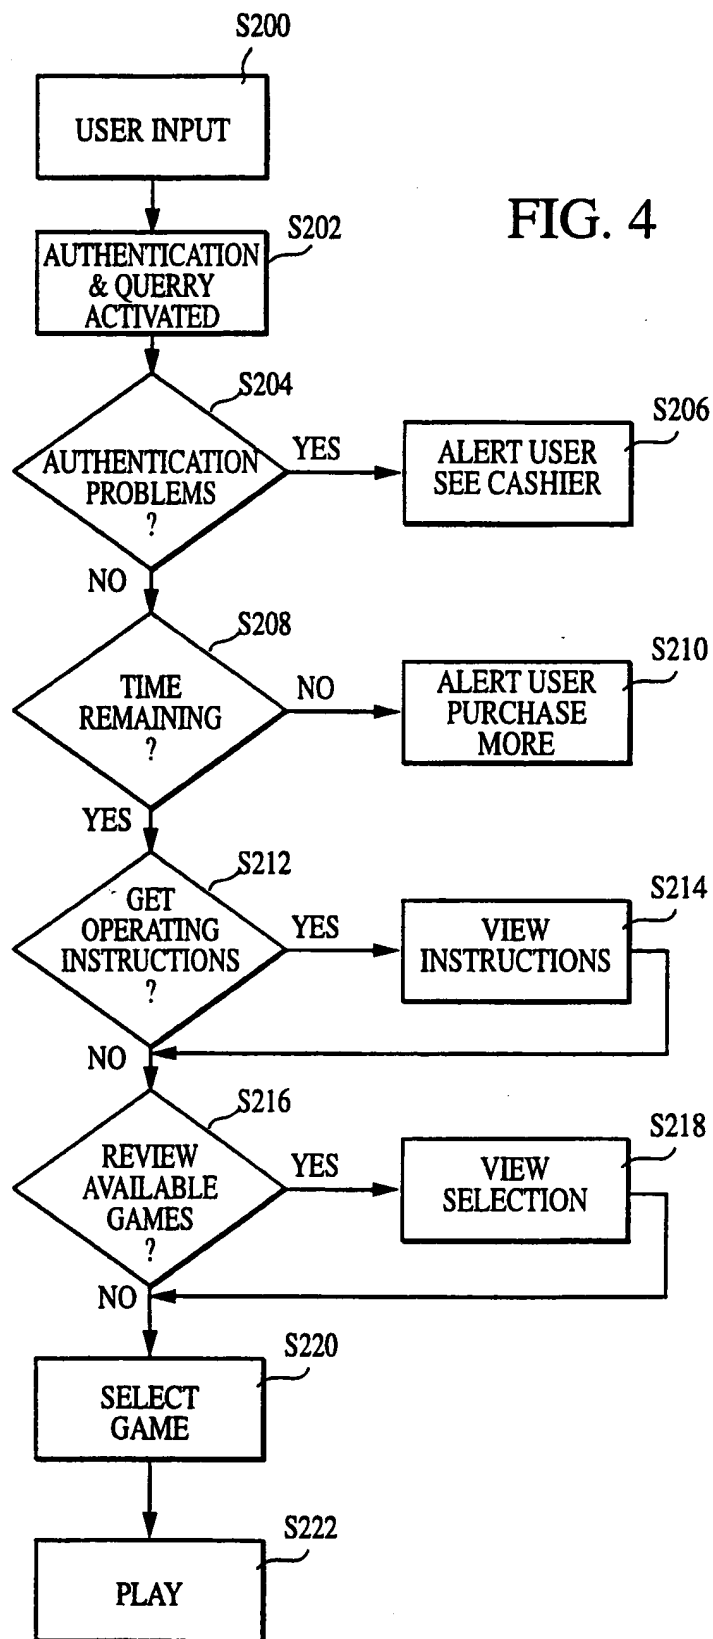 S200
USER INPUT
FIG. 4
S202
AUTHENTICATION
& QUERRY
ACTIVATED
S204
AUTHENTICATION
PROBLEMS
?
YES
S206
ALERT USER
SEE CASHIER
NO
S208
TIME
REMAINING
?
NO
S210
ALERT USER
PURCHASE
MORE
YES
S212
GET
OPERATING
INSTRUCTIONS
?
YES
S214
VIEW
INSTRUCTIONS
NO
S216
REVIEW
AVAILABLE
GAMES
?
YES
S218
VIEW
SELECTION
NO
S220
SELECT
GAME
S222
PLAY